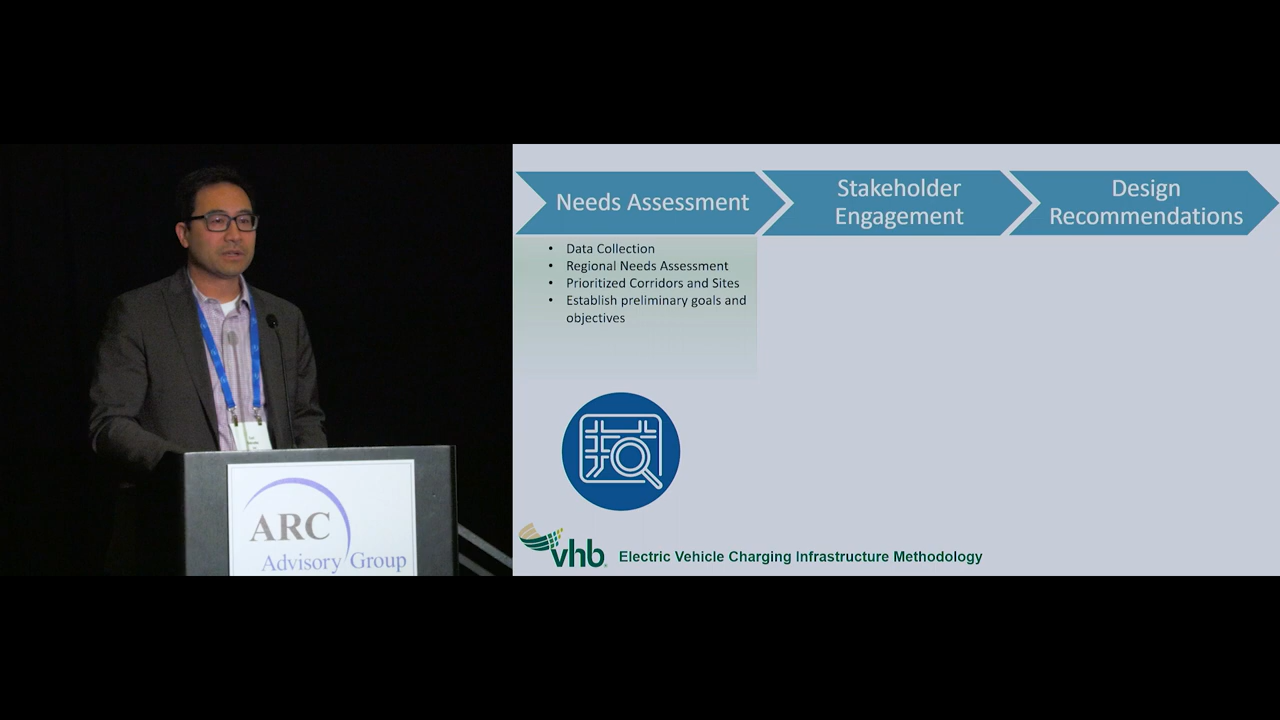 Needs Assessment
Stakeholder
Engagement
Design
Recommendations
• Data Collection
• Regional Needs Assessment
• Prioritized Corridors and Sites
• Establish preliminary goals and
objectives
vhb
Electric Vehicle Charging Infrastructure Methodology
ARC
Advisory Group